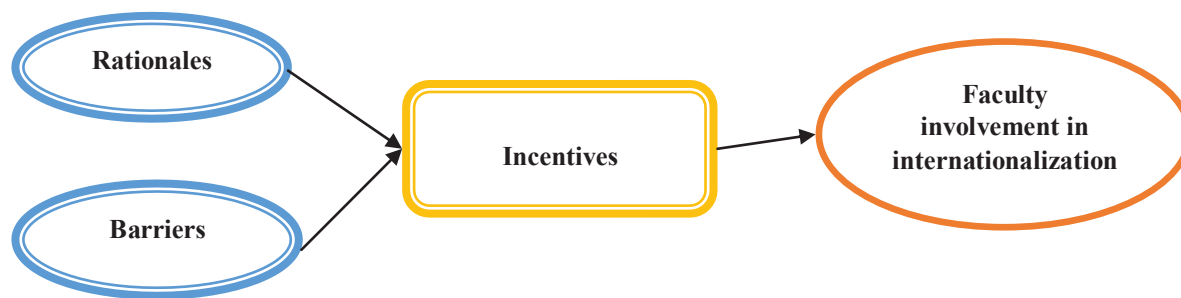 Rationales
Barriers
Incentives
Faculty
involvement in
internationalization